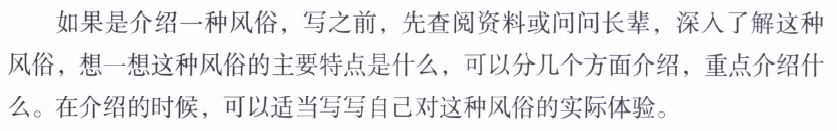 如果是介绍一种风俗，写之前，先查阅资料或问问长辈，深入了解这种
风俗，想一想这种风俗的主要特点是什么，可以分几个方面介绍，重点介绍什
么。在介绍的时候，可以适当写写自己对这种风俗的实际体验。